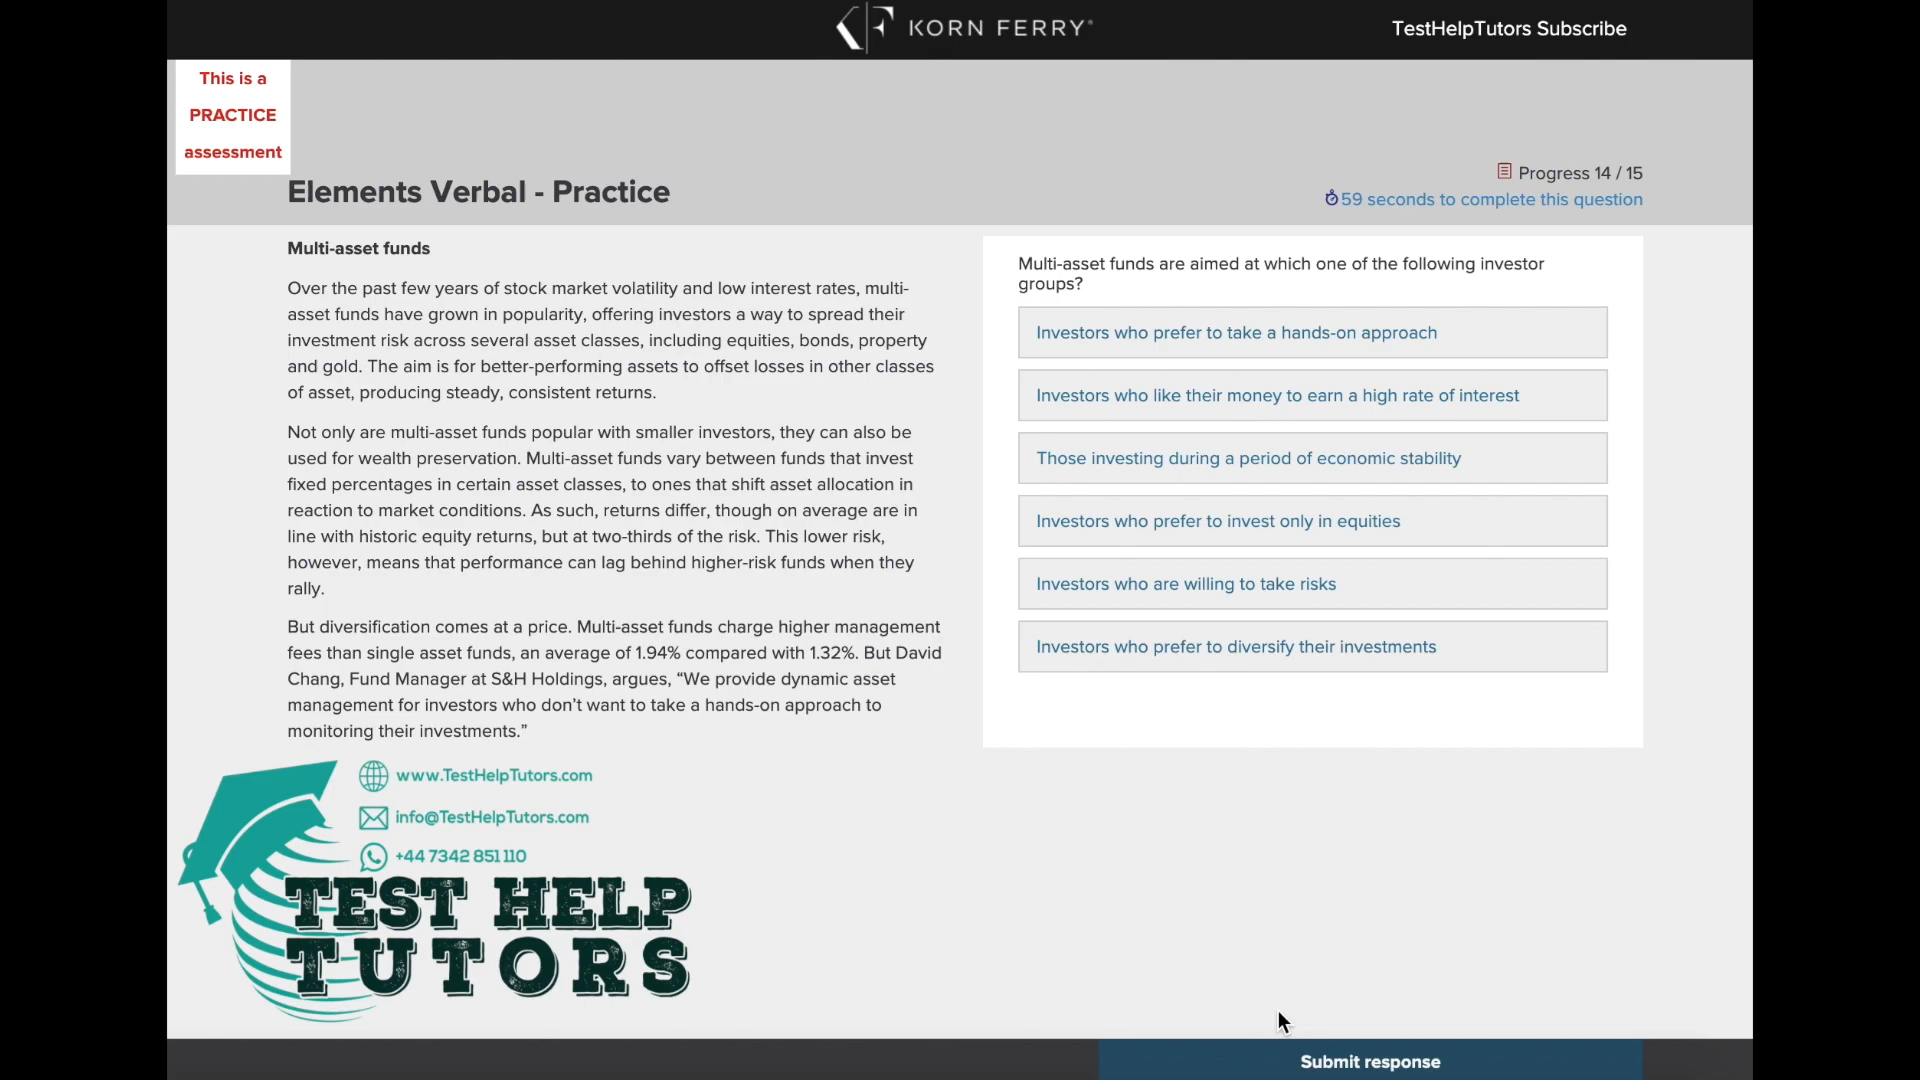 KORN FERRY®
TestHelpTutors Subscribe
This is a
PRACTICE
assessment
Elements Verbal - Practice
Progress 14 / 15
59 seconds to complete this question
Multi-asset funds
Over the past few years of stock market volatility and low interest rates, multi-
asset funds have grown in popularity, offering investors a way to spread their
investment risk across several asset classes, including equities, bonds, property
and gold. The aim is for better-performing assets to offset losses in other classes
of asset, producing steady, consistent returns.
Not only are multi-asset funds popular with smaller investors, they can also be
used for wealth preservation. Multi-asset funds vary between funds that invest
fixed percentages in certain asset classes, to ones that shift asset allocation in
reaction to market conditions. As such, returns differ, though on average are in
line with historic equity returns, but at two-thirds of the risk. This lower risk,
however, means that performance can lag behind higher-risk funds when they
rally.
But diversification comes at a price. Multi-asset funds charge higher management
fees than single asset funds, an average of 1.94% compared with 1.32%. But David
Chang, Fund Manager at S&H Holdings, argues, “We provide dynamic asset
management for investors who don’t want to take a hands-on approach to
monitoring their investments.”
Multi-asset funds are aimed at which one of the following investor
groups?
Investors who prefer to take a hands-on approach
Investors who like their money to earn a high rate of interest
Those investing during a period of economic stability
Investors who prefer to invest only in equities
Investors who are willing to take risks
Investors who prefer to diversify their investments
www.TestHelpTutors.com
info@TestHelpTutors.com
+44 7342 851 110
TEST HELP
TUTORS
Submit response